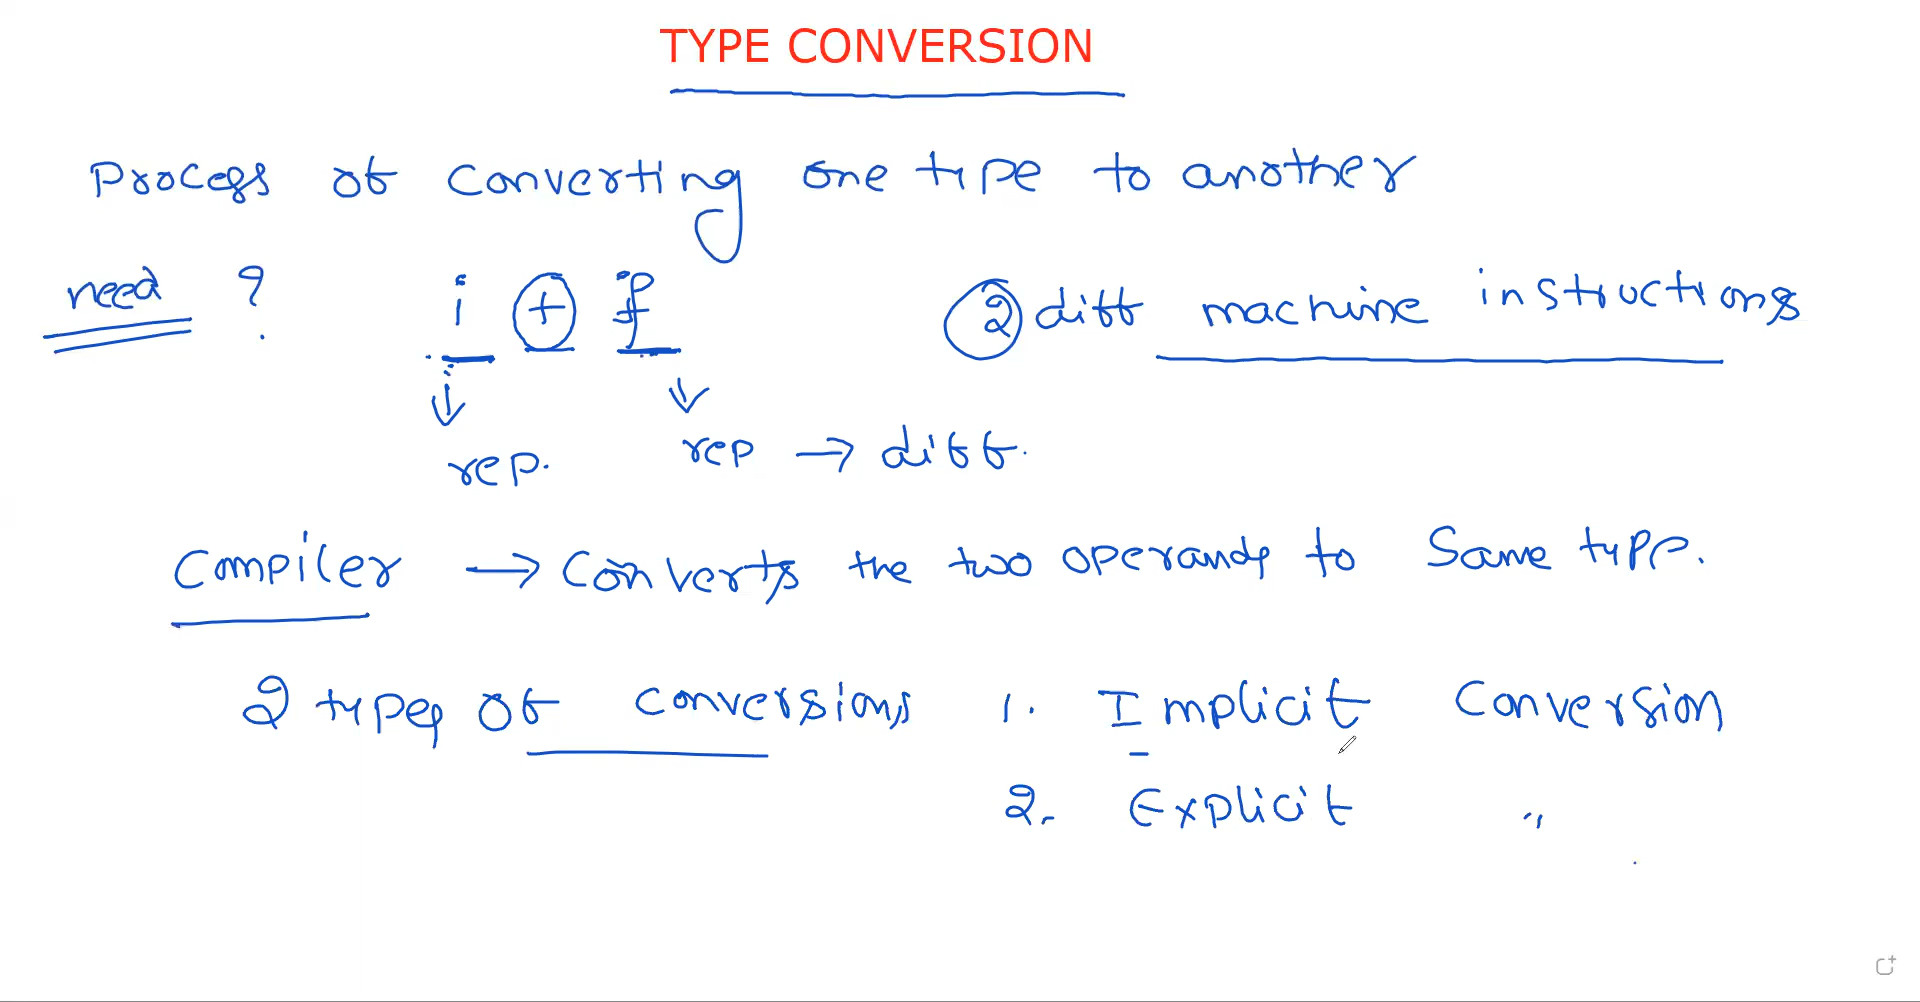 TYPE CONVERSION
Process of converting one type to another
need ? i + f 2 diff machine instructions
rep. rep → diff.
Compiler → converts the two operands to same type.
2 types of conversions 1. Implicit Conversion
2. Explicit "